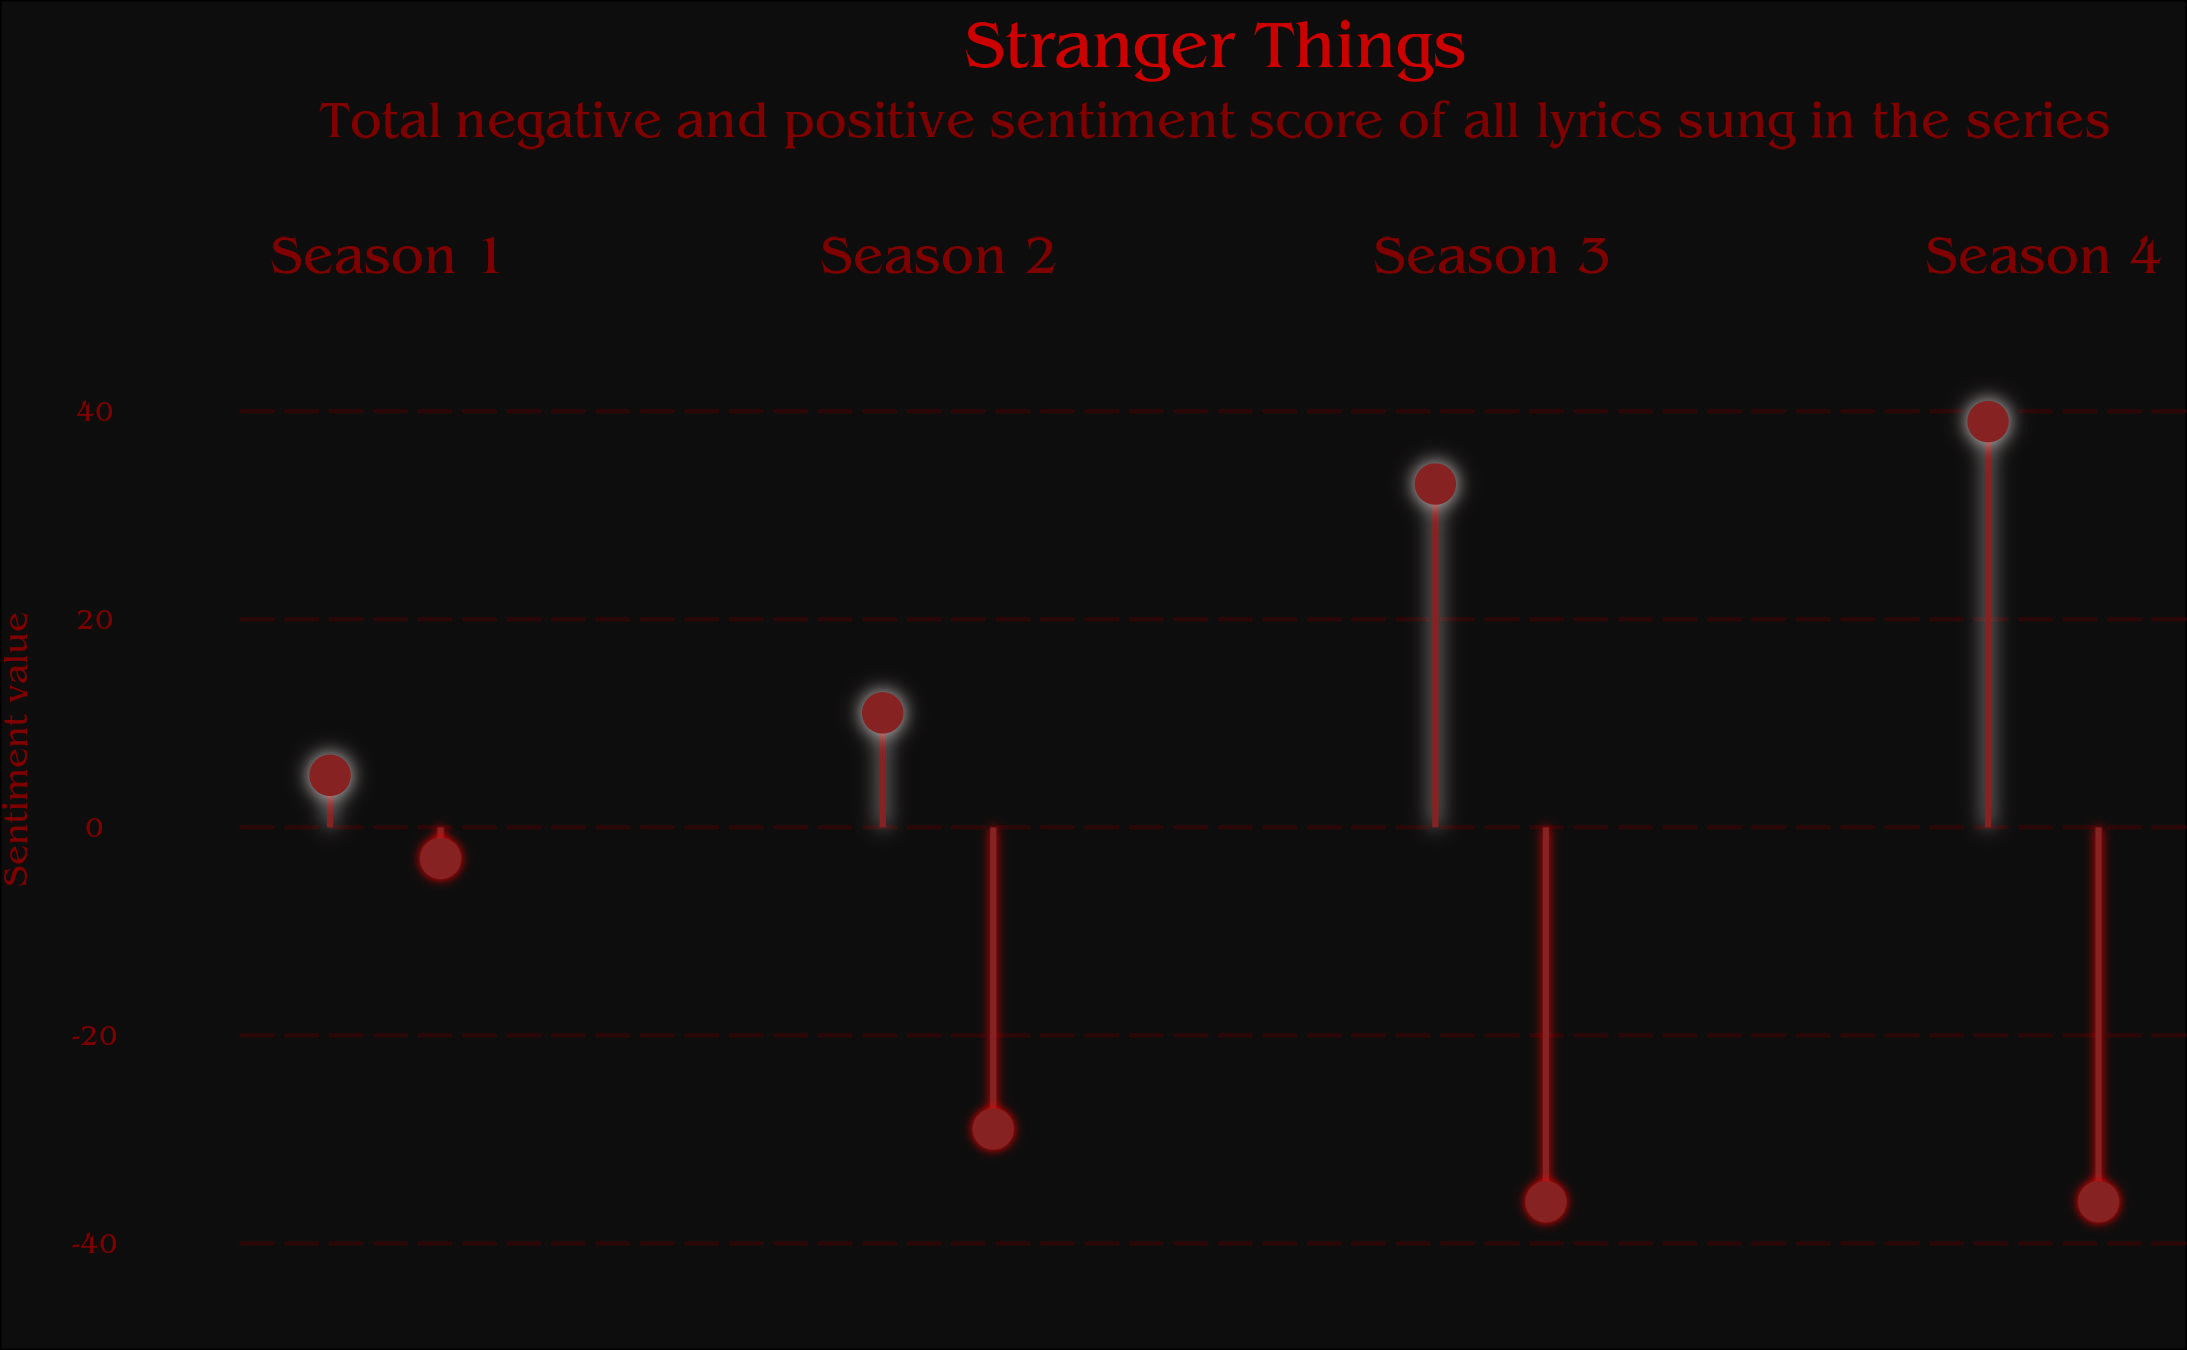 Stranger Things
Total negative and positive sentiment score of all lyrics sung in the series
Season 1
Season 2
Season 3
Season 4
40
20
0
-20
-40
Sentiment value